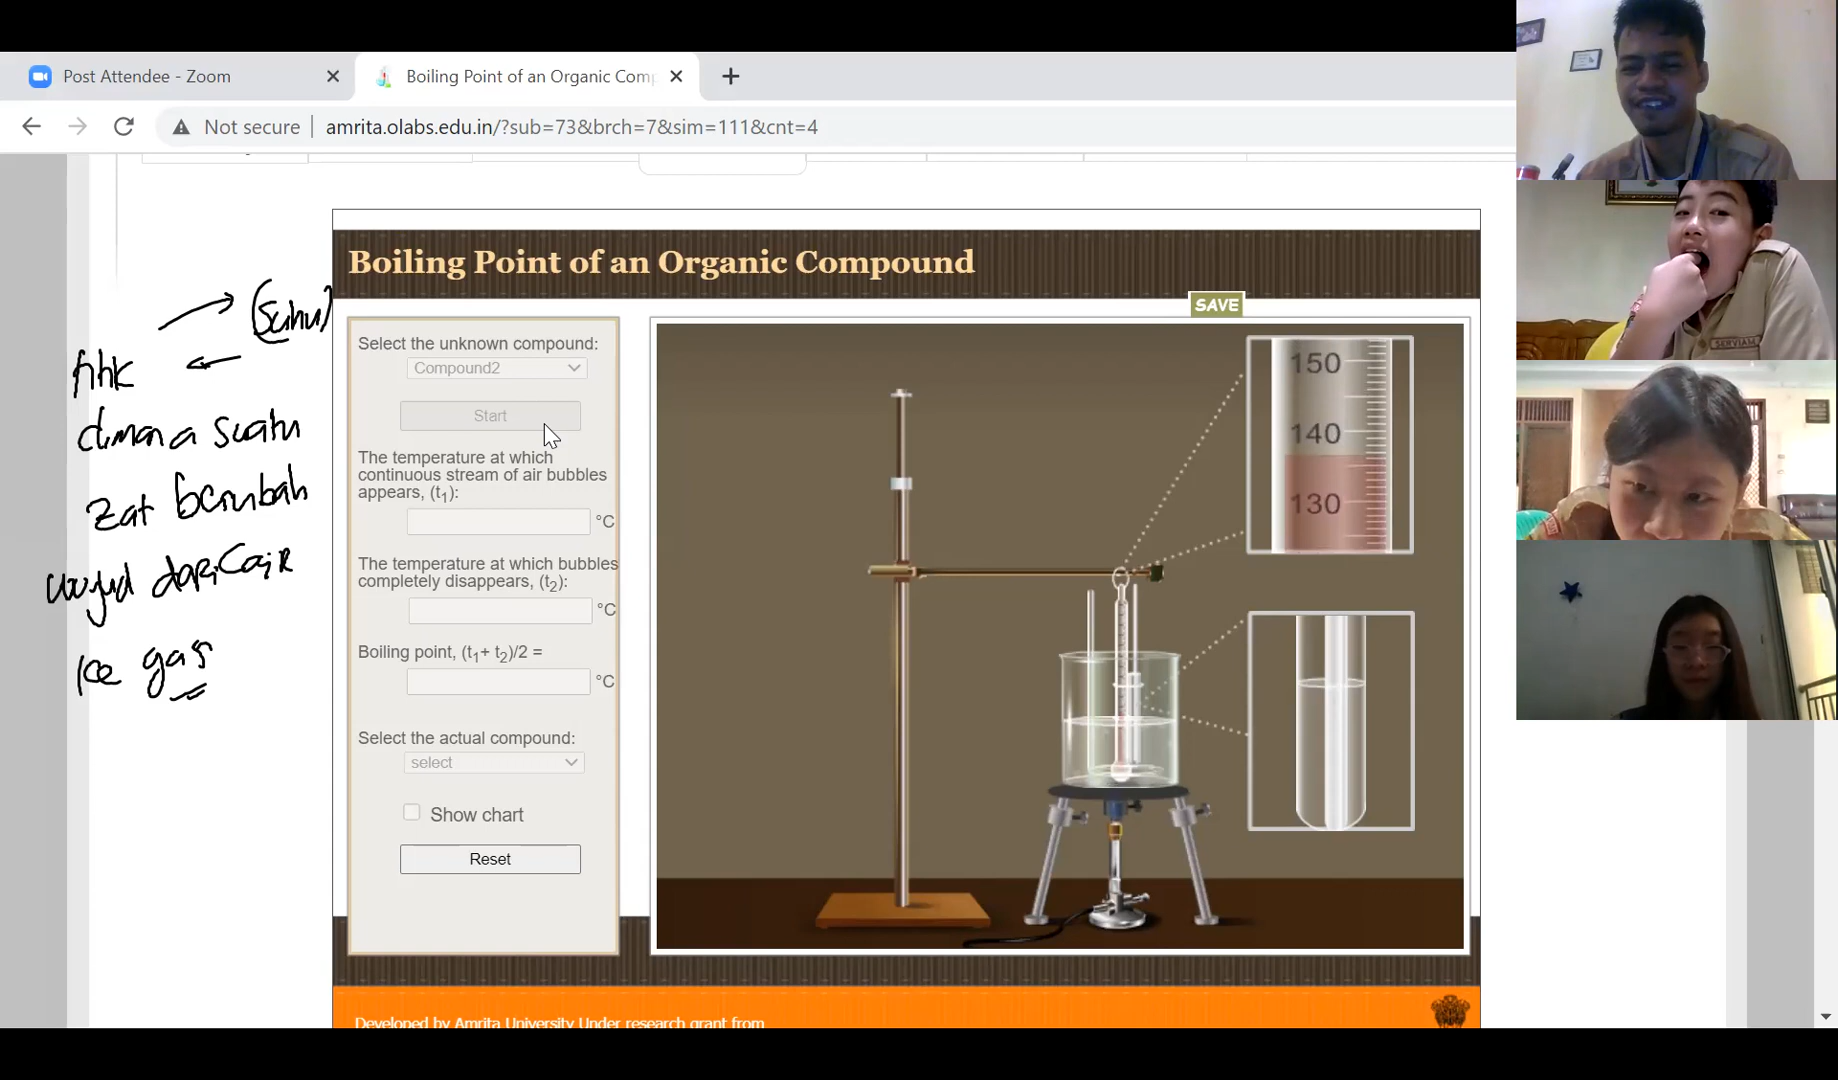 Post Attendee - Zoom
Boiling Point of an Organic Com
Not secure
amrita.olabs.edu.in/?sub=73&brch=7&sim=111&cnt=4
Boiling Point of an Organic Compound
SAVE
(Suhu)
dimana suatu
zat berubah
wujud dari cair
ke gas
Select the unknown compound:
Compound2
Start
The temperature at which
continuous stream of air bubbles
appears, (t1):
°C
The temperature at which bubbles
completely disappears, (t2):
°C
Boiling point, (t1+ t2)/2 =
°C
Select the actual compound:
select
Show chart
Reset
150
140
130
SERVIAM
Developed by Amrita University Under research grant from